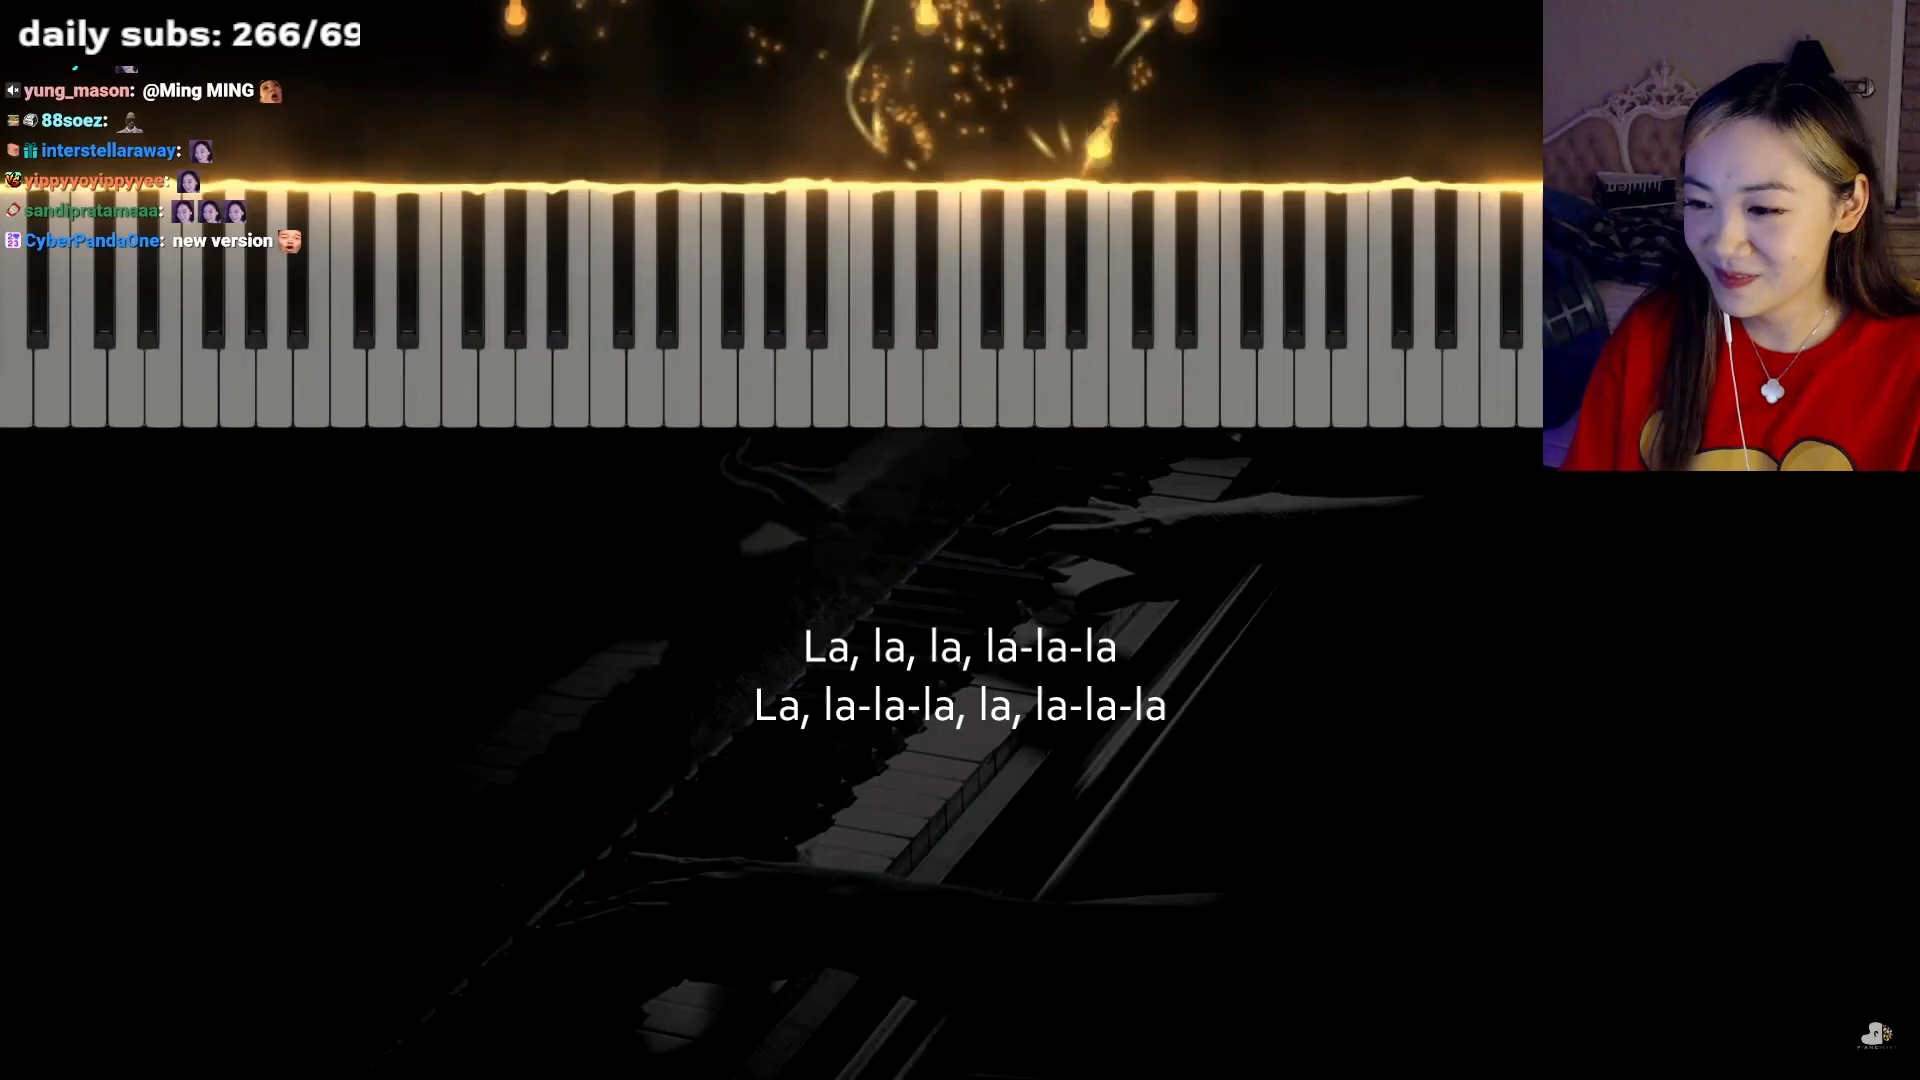 daily subs: 266/69
yung_mason: @Ming MING
88soez:
interstellaraway:
yippyyoyippyyee:
sandipratamaaa:
CyberPandaOne: new version
La, la, la, la-la-la
La, la-la-la, la, la-la-la